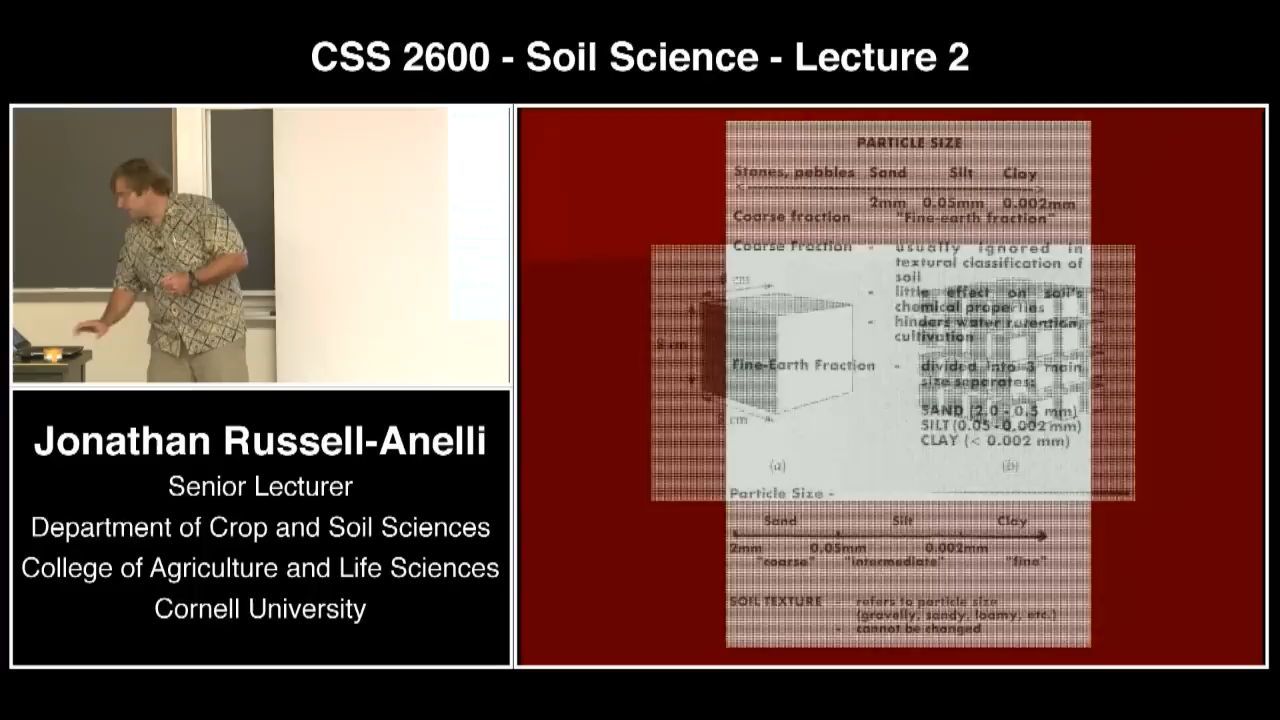 CSS 2600 - Soil Science - Lecture 2
Jonathan Russell-Anelli
Senior Lecturer
Department of Crop and Soil Sciences
College of Agriculture and Life Sciences
Cornell University
PARTICLE SIZE
Stones, pebbles Sand Silt Clay
2mm 0.05mm 0.002mm
Coarse fraction "Fine-earth fraction"
Coarse Fraction - usually ignored in
textural classification of
soil
- little effect on soil's
chemical properties
- hinders water retention,
cultivation
8 cm
Fine-Earth Fraction - divided into 3 main
size separates:
SAND (2.0 - 0.5 mm)
SILT (0.05 - 0.002 mm)
CLAY (< 0.002 mm)
cm
(a) (b)
Particle Size -
Sand Silt Clay
2mm 0.05mm 0.002mm
"coarse" "intermediate" "fine"
SOIL TEXTURE - refers to particle size
(gravelly, sandy, loamy, etc.)
- cannot be changed